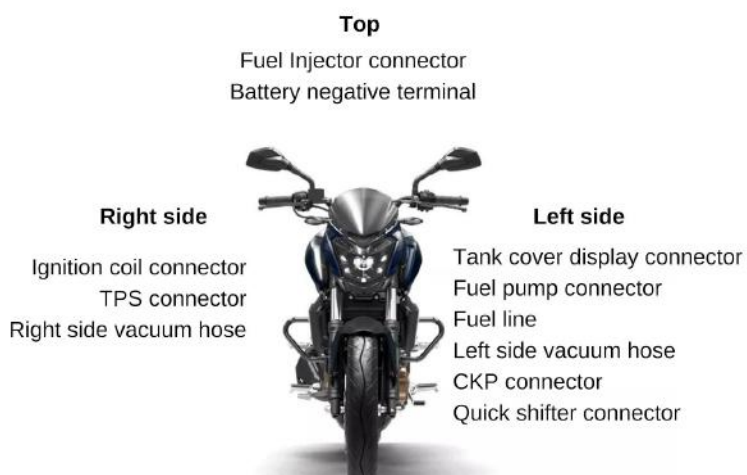 Top
Fuel Injector connector
Battery negative terminal
Right side
Ignition coil connector
TPS connector
Right side vacuum hose
Left side
Tank cover display connector
Fuel pump connector
Fuel line
Left side vacuum hose
CKP connector
Quick shifter connector